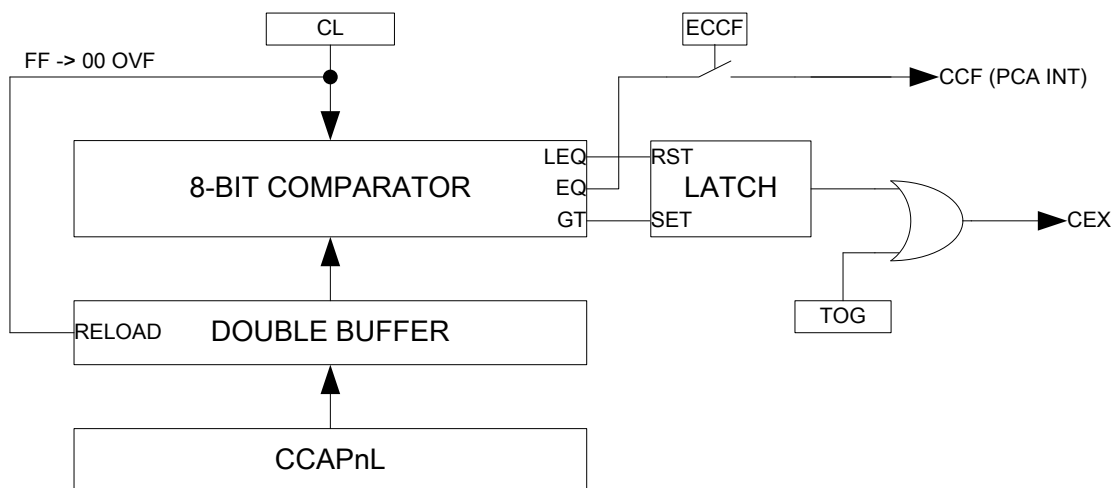 CL
ECCF
FF -> 00 OVF
CCF (PCA INT)
8-BIT COMPARATOR
LEQ
EQ
GT
RST
LATCH
SET
CEX
TOG
RELOAD
DOUBLE BUFFER
CCAPnL